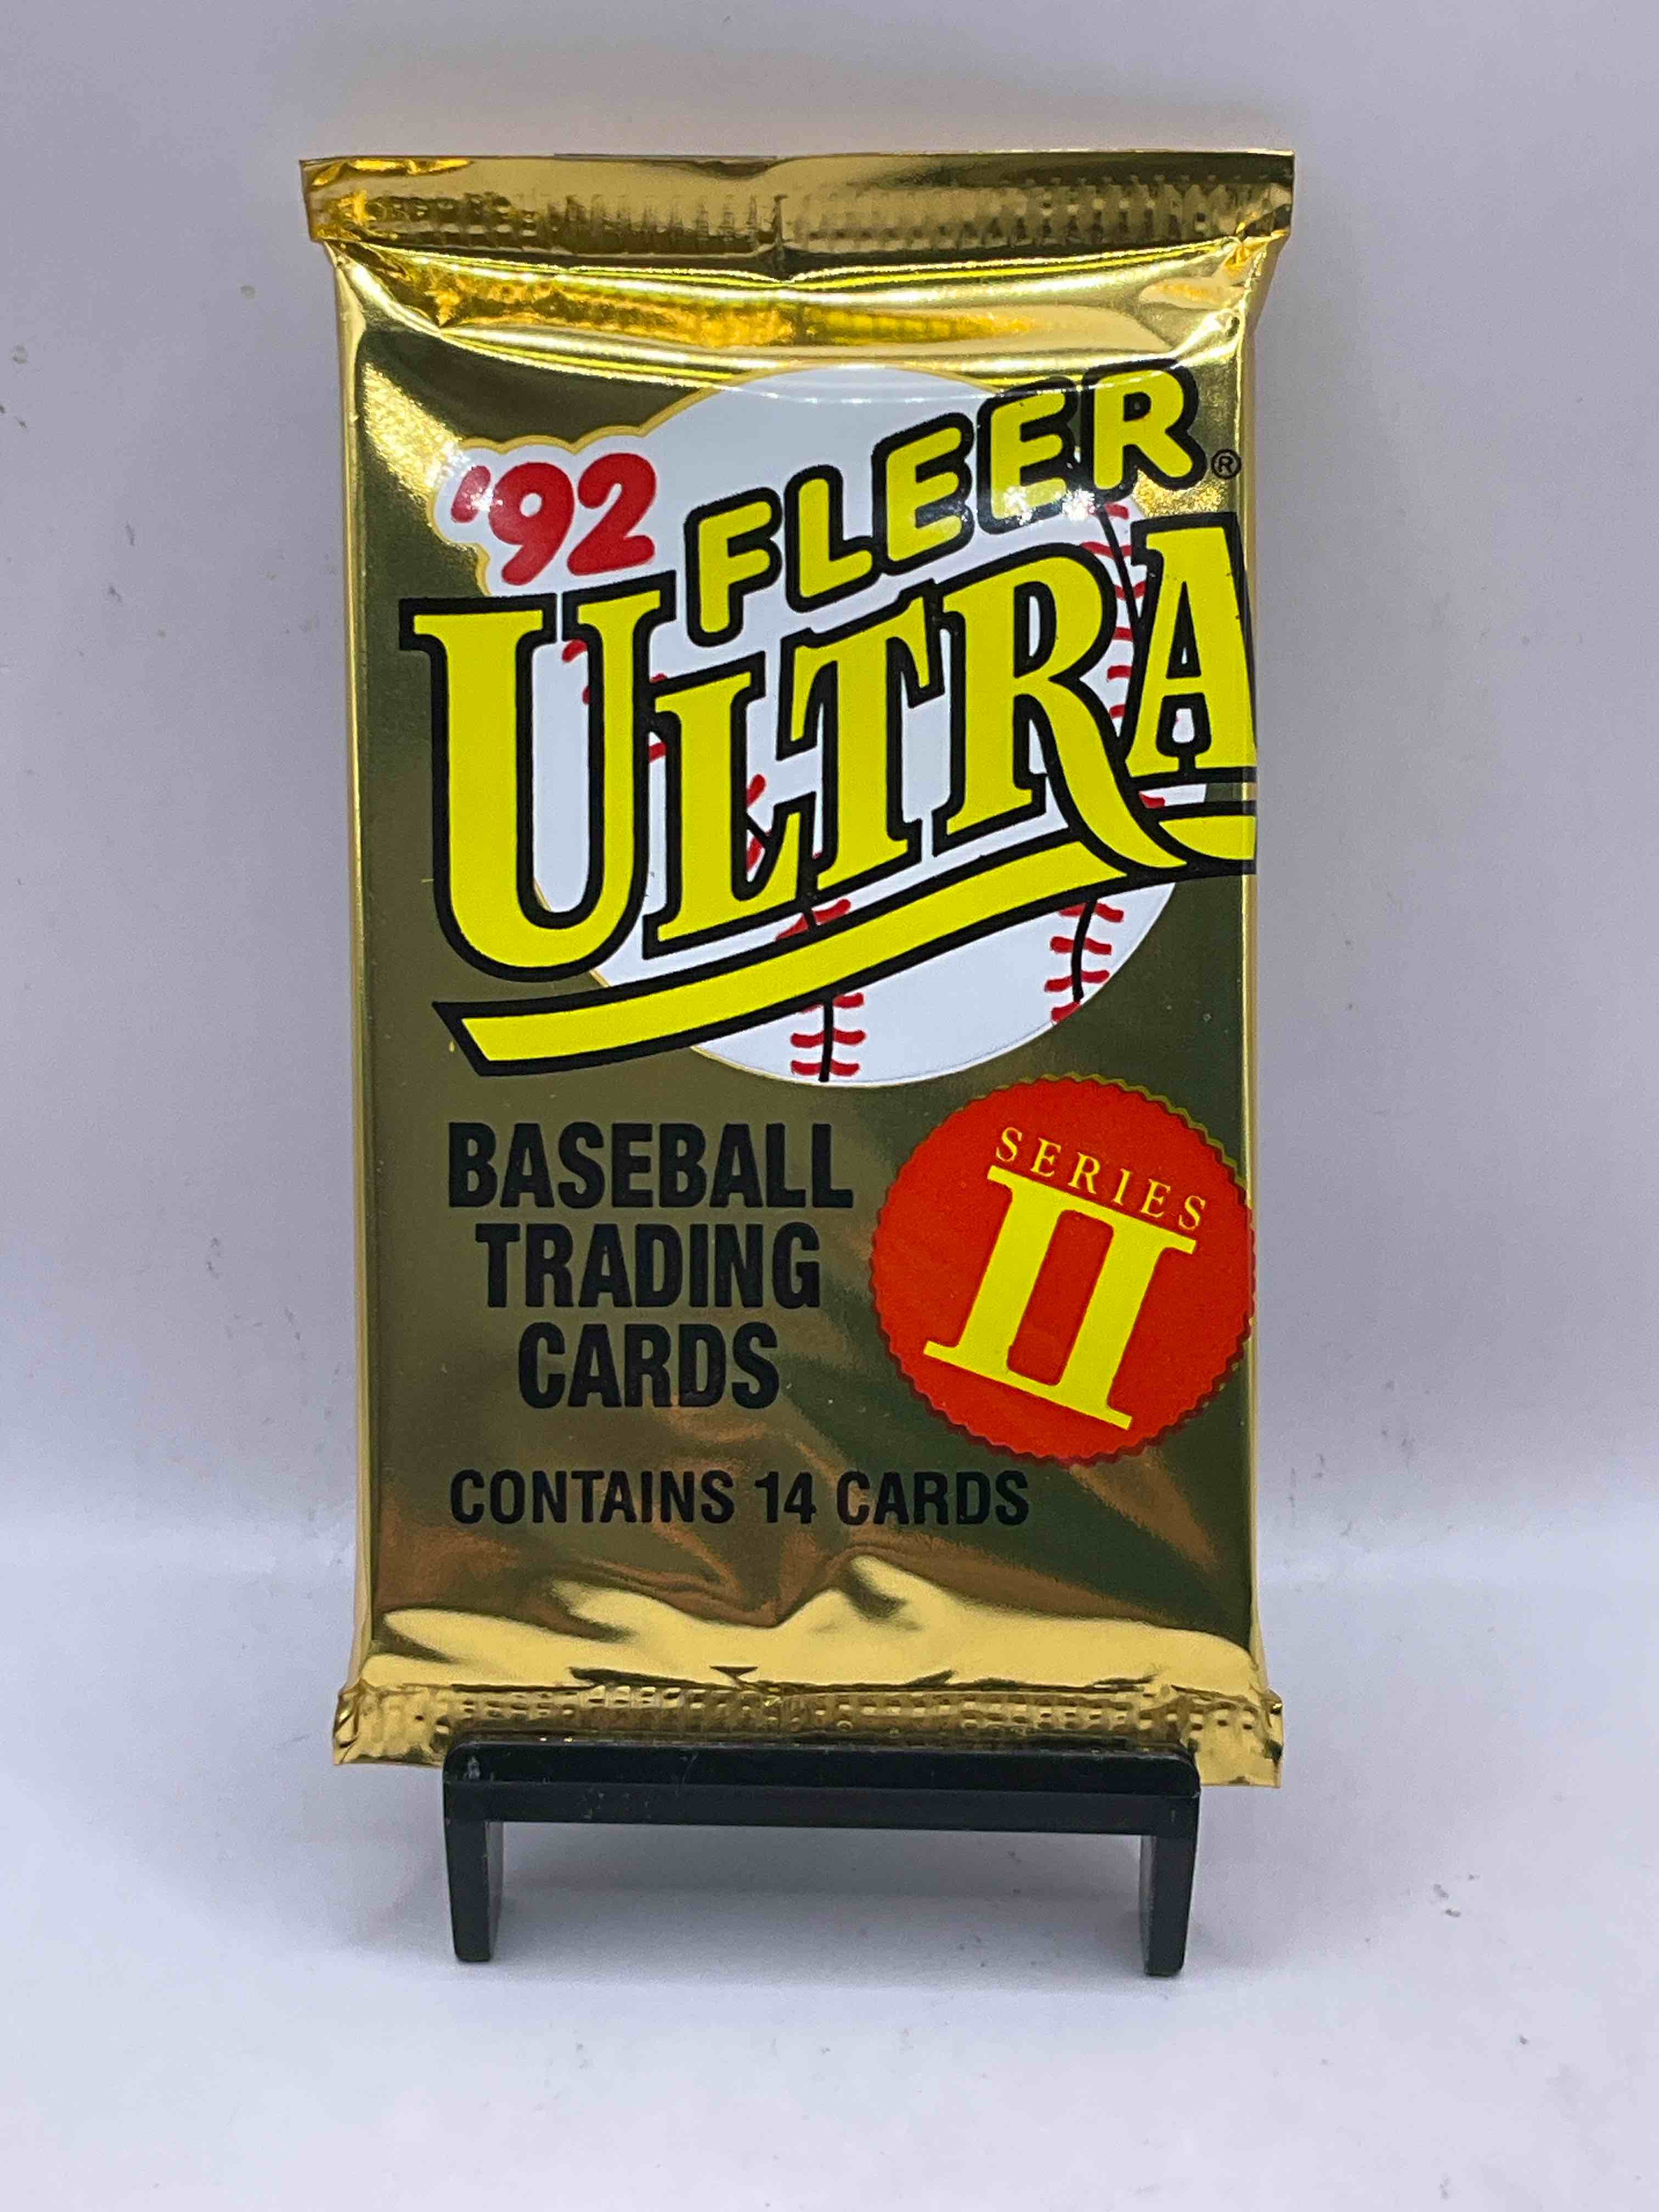 '92 FLEER®
ULTRA
BASEBALL
TRADING
CARDS
SERIES
II
CONTAINS 14 CARDS